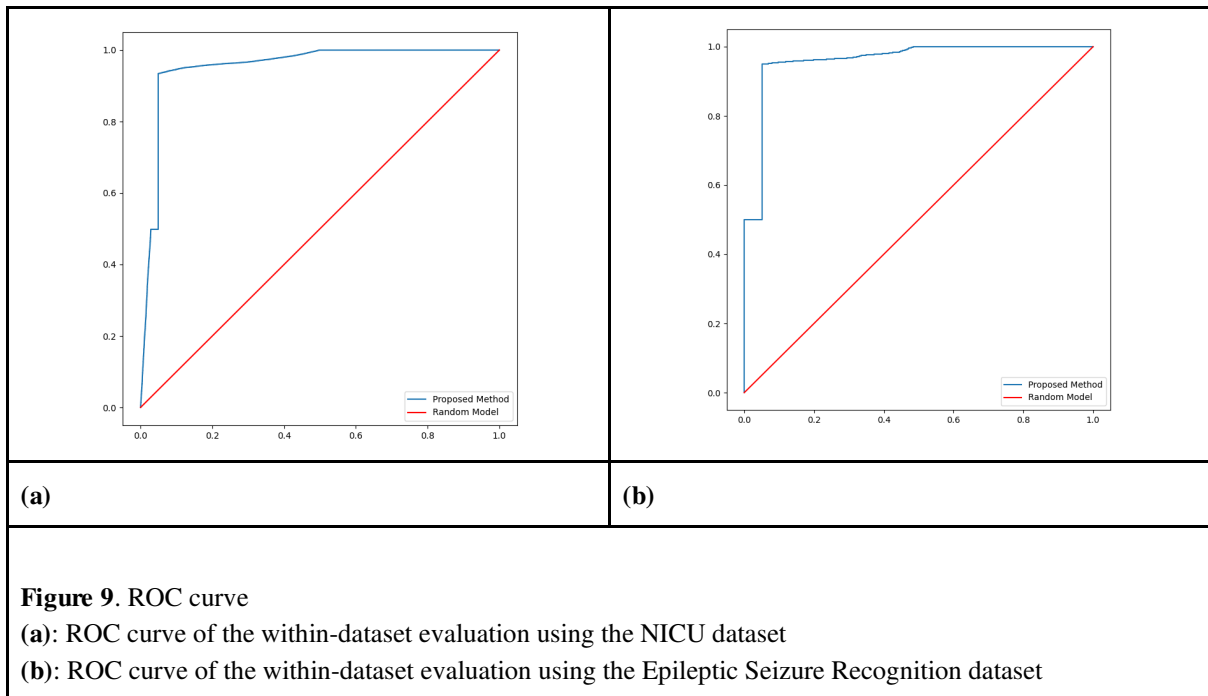 1.0
0.8
0.6
0.4
0.2
0.0
Proposed Method
Random Model
0.0 0.2 0.4 0.6 0.8 1.0
1.0
0.8
0.6
0.4
0.2
0.0
Proposed Method
Random Model
0.0 0.2 0.4 0.6 0.8 1.0
(a)
(b)
Figure 9. ROC curve
(a): ROC curve of the within-dataset evaluation using the NICU dataset
(b): ROC curve of the within-dataset evaluation using the Epileptic Seizure Recognition dataset